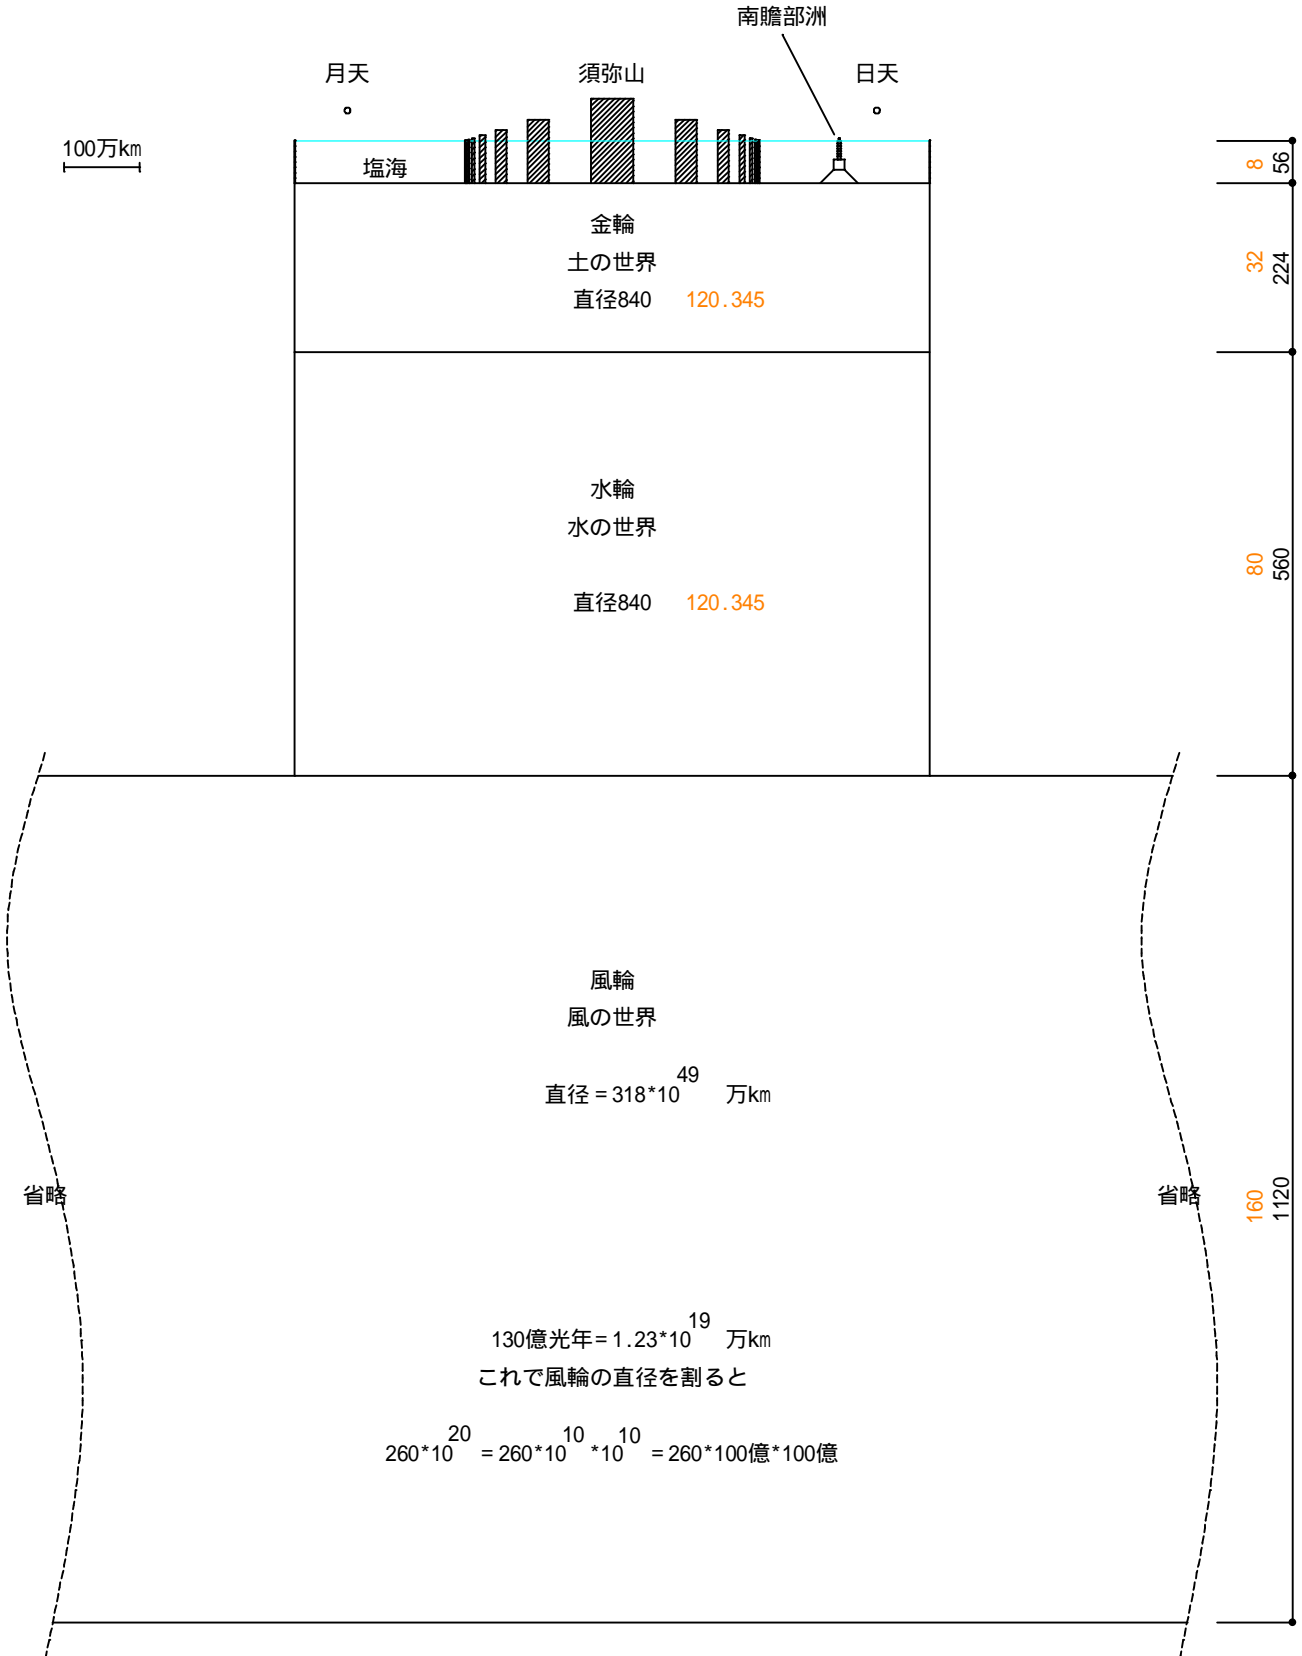 南贍部洲
月天
須弥山
日天
100万km
塩海
8
56
金輪
土の世界
直径840 120.345
32
224
水輪
水の世界
直径840 120.345
80
560
風輪
風の世界
直径=318*10^49 万km
省略
省略
160
1120
130億光年=1.23*10^19 万km
これで風輪の直径を割ると
260*10^20 =260*10^10 *10^10 =260*100億*100億